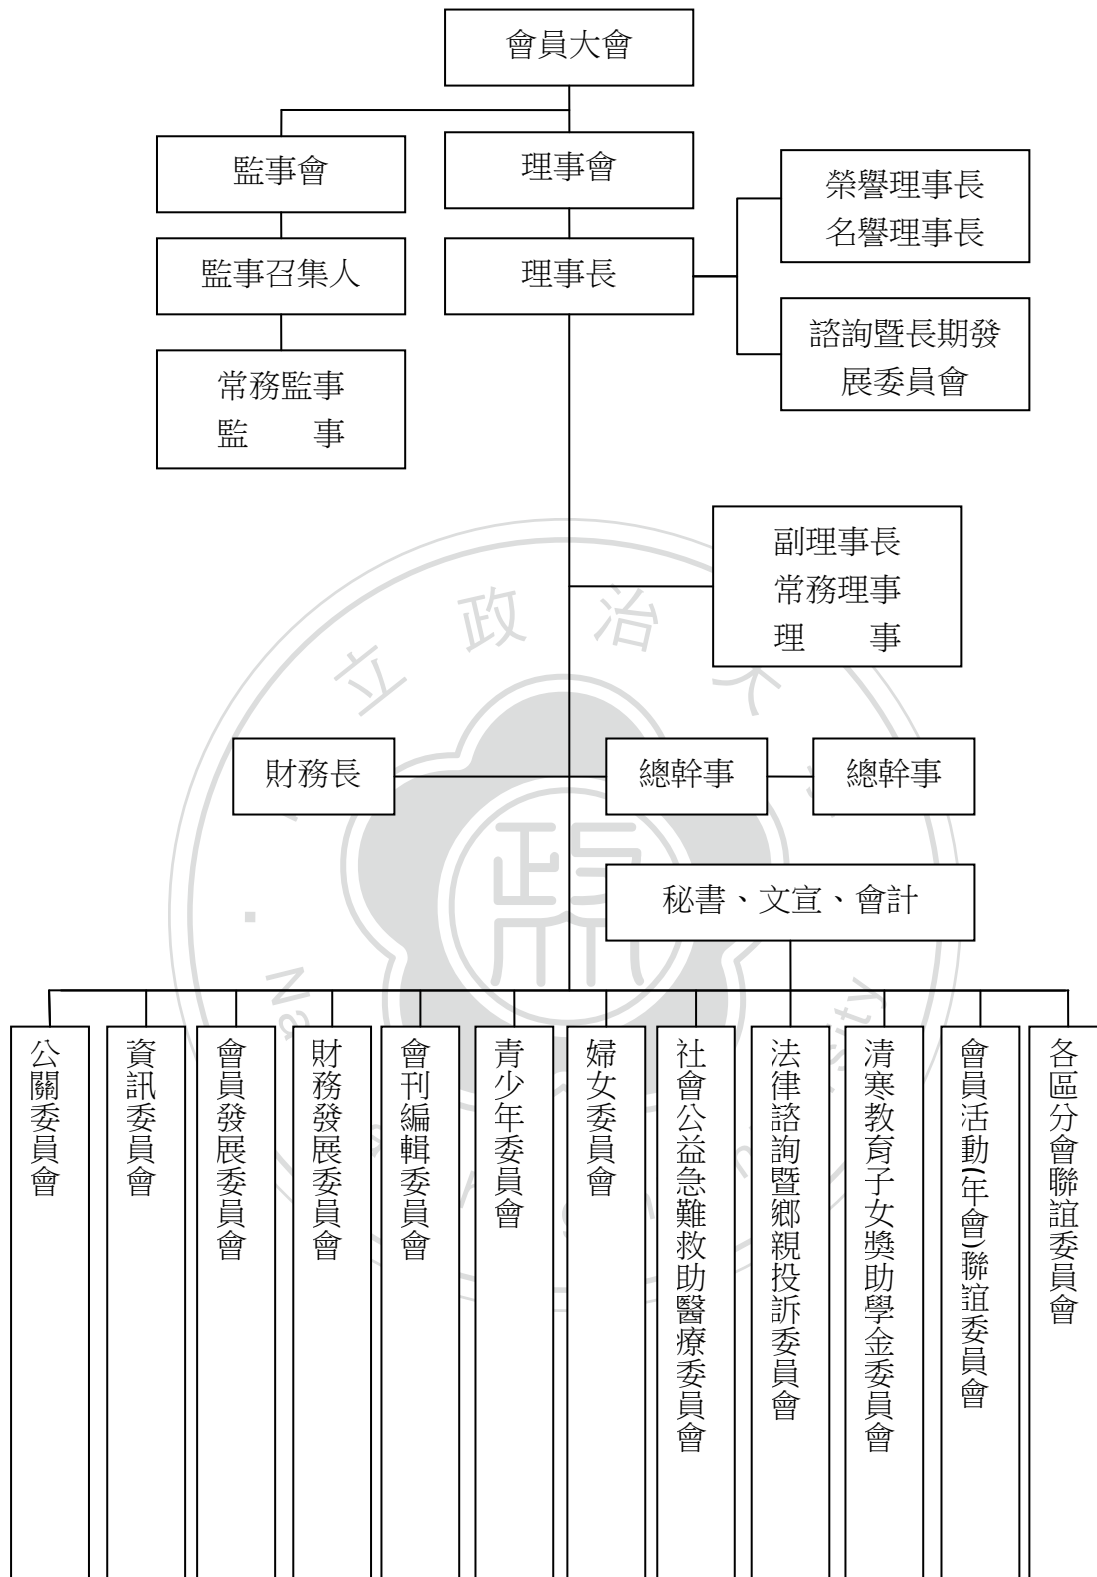 會員大會
監事會
理事會
榮譽理事長
名譽理事長
監事召集人
理事長
諮詢暨長期發
展委員會
常務監事
監　　事
副理事長
常務理事
理　　事
財務長
總幹事
總幹事
秘書、文宣、會計
公關委員會
資訊委員會
會員發展委員會
財務發展委員會
會刊編輯委員會
青少年委員會
婦女委員會
社會公益急難救助醫療委員會
法律諮詢暨鄉親投訴委員會
清寒教育子女獎助學金委員會
會員活動(年會)聯誼委員會
各區分會聯誼委員會
立政治大